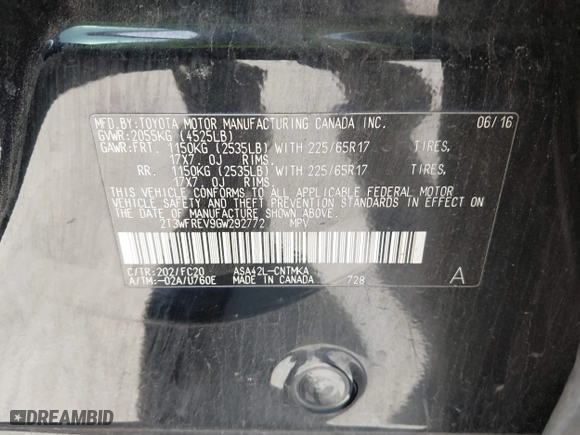 MFD.BY:TOYOTA MOTOR MANUFACTURING CANADA INC. 06/16
GVWR:2055KG (4525LB)
GAWR:FRT. 1150KG (2535LB) WITH 225/65R17 TIRES,
17X7.0J RIMS.
RR. 1150KG (2535LB) WITH 225/65R17 TIRES,
17X7.0J RIMS.
THIS VEHICLE CONFORMS TO ALL APPLICABLE FEDERAL MOTOR
VEHICLE SAFETY AND THEFT PREVENTION STANDARDS IN EFFECT ON
THE DATE OF MANUFACTURE SHOWN ABOVE.
2T3WFREV9GW292772 MPV
C/TR:202/FC20 ASA42L-CNTMKA
A/TM:-02A/U760E MADE IN CANADA 728 A
DREAMBID